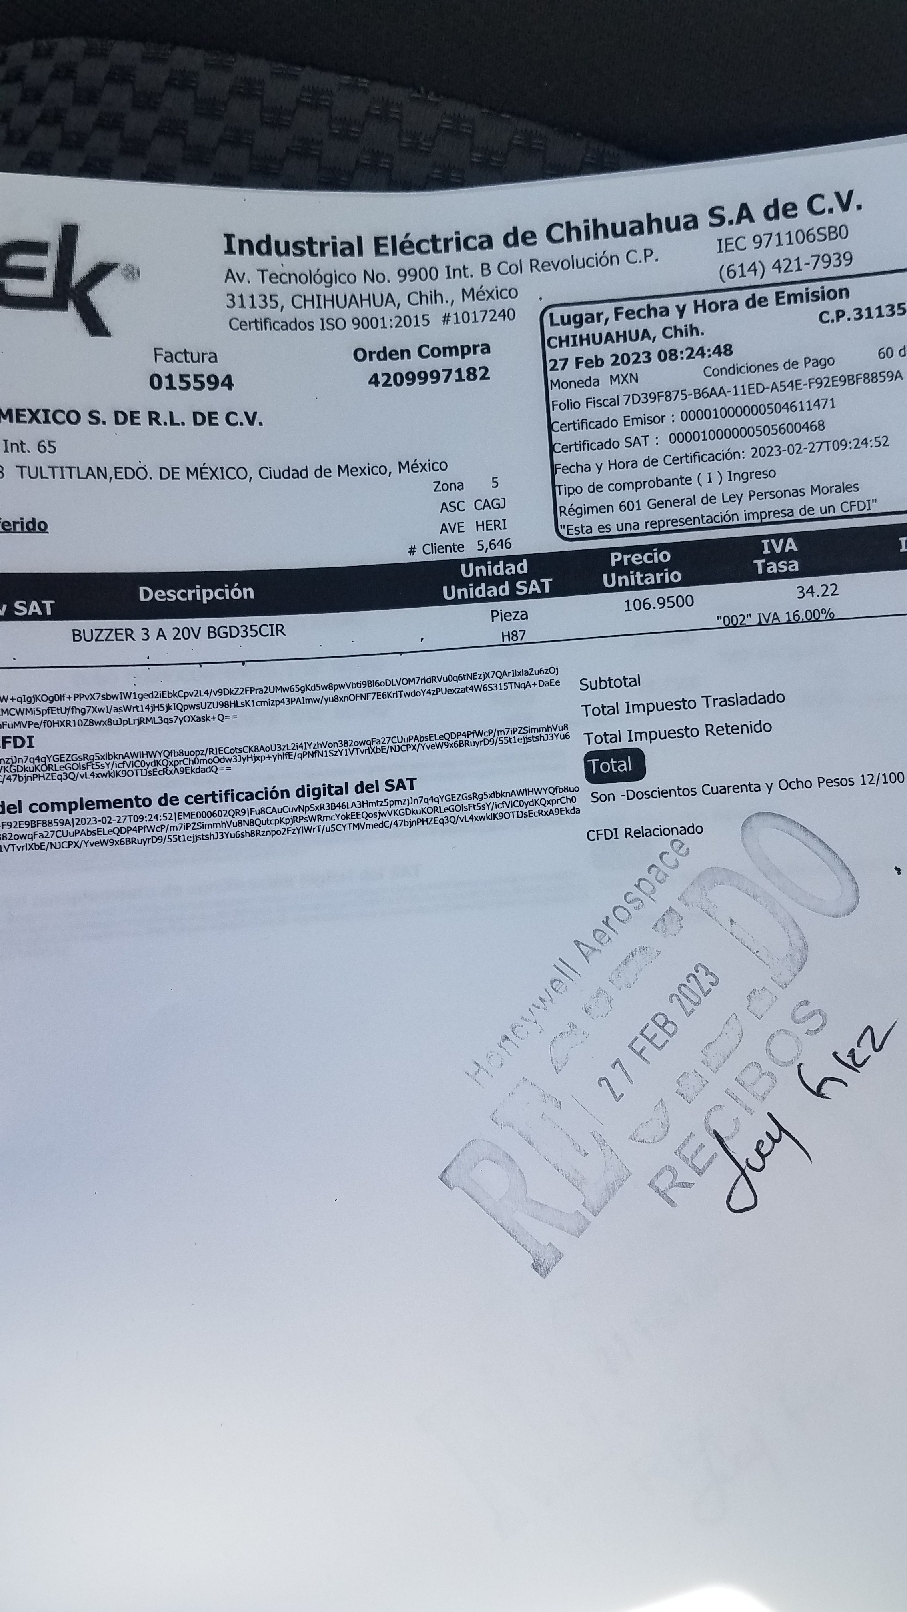 Ek®
Industrial Eléctrica de Chihuahua S.A de C.V.
Av. Tecnológico No. 9900 Int. B Col Revolución C.P.
31135, CHIHUAHUA, Chih., México
Certificados ISO 9001:2015 #1017240
IEC 971106SB0
(614) 421-7939
Factura
015594
Orden Compra
4209997182
Lugar, Fecha y Hora de Emision
CHIHUAHUA, Chih. C.P.31135
27 Feb 2023 08:24:48
Moneda MXN Condiciones de Pago 60 d
Folio Fiscal 7D39F875-B6AA-11ED-A54E-F92E9BF8859A
Certificado Emisor : 00001000000504611471
Certificado SAT : 00001000000505600468
Fecha y Hora de Certificación: 2023-02-27T09:24:52
Tipo de comprobante ( I ) Ingreso
Régimen 601 General de Ley Personas Morales
"Esta es una representación impresa de un CFDI"
MEXICO S. DE R.L. DE C.V.
Int. 65
TULTITLAN,EDO. DE MÉXICO, Ciudad de Mexico, México
erido
Zona 5
ASC CAGJ
AVE HERI
# Cliente 5,646
SAT
Descripción
Unidad
Unidad SAT
Precio
Unitario
IVA
Tasa
BUZZER 3 A 20V BGD35CIR
Pieza
H87
106.9500
34.22
"002" IVA 16.00%
Subtotal
Total Impuesto Trasladado
Total Impuesto Retenido
Total
Son -Doscientos Cuarenta y Ocho Pesos 12/100
CFDI Relacionado
FDI
del complemento de certificación digital del SAT
Honeywell Aerospace
27 FEB 2023
RECIBOS